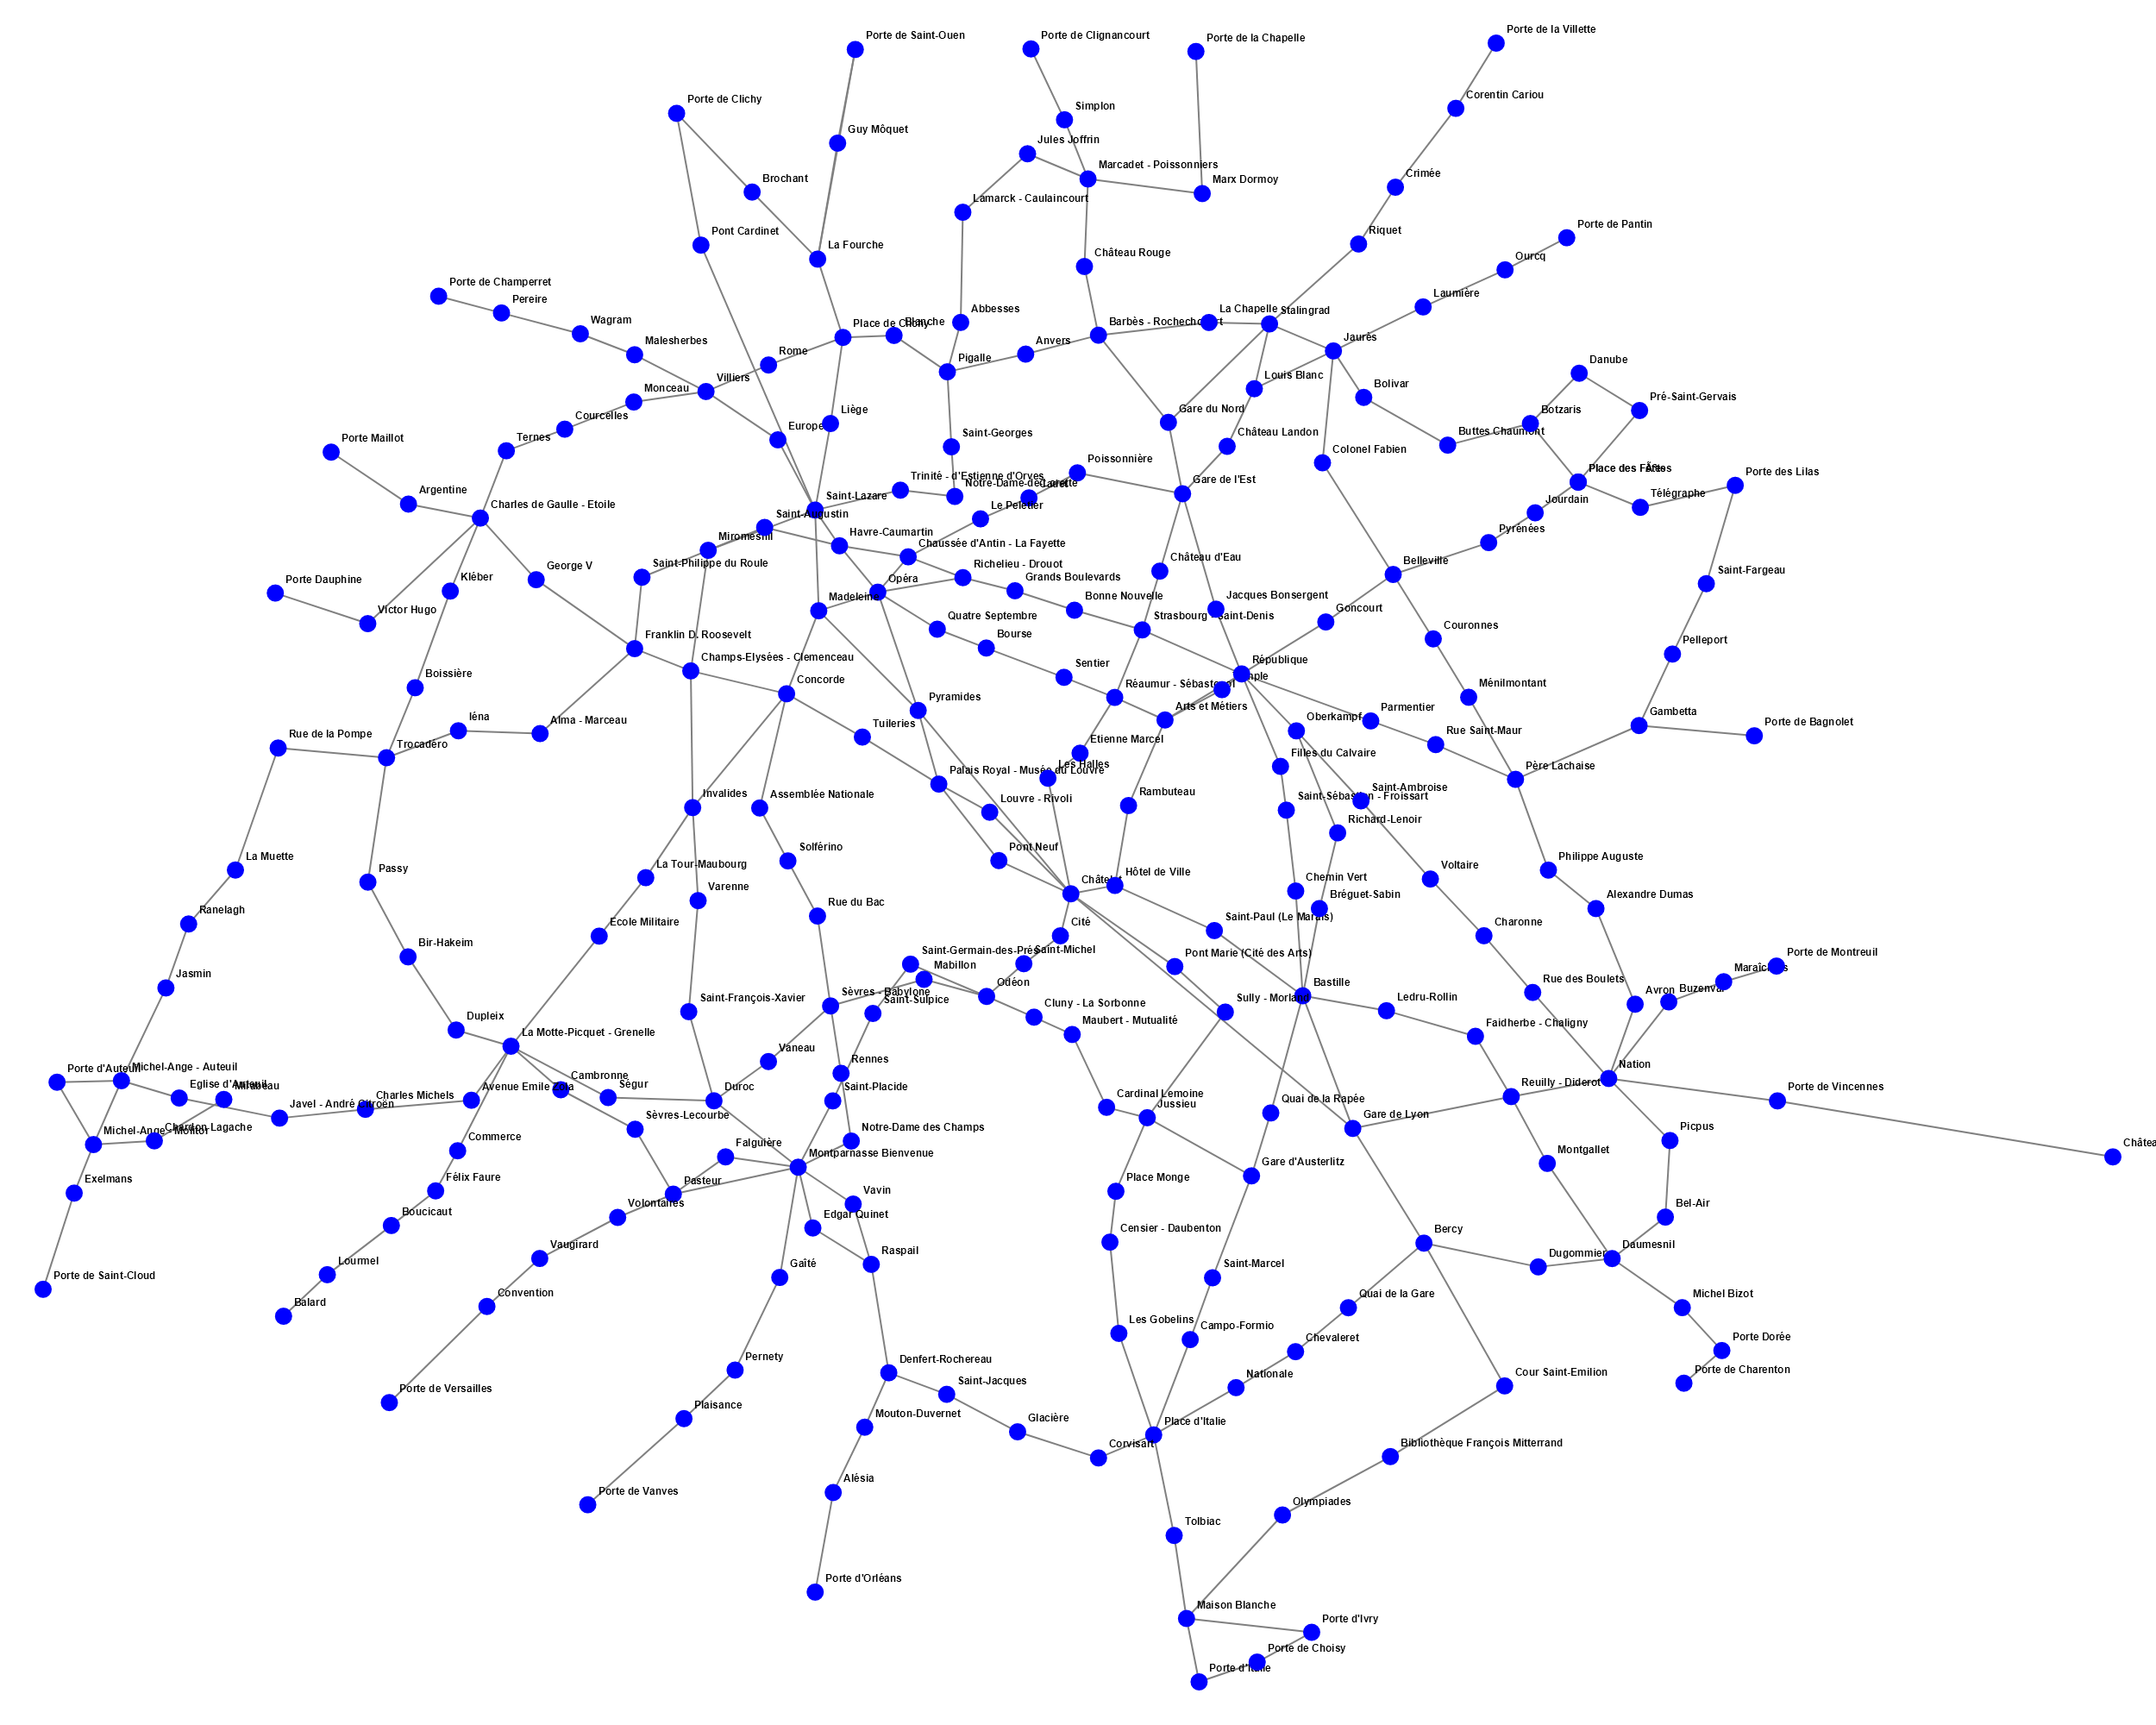 Porte de la Villette
Porte de Saint-Ouen
Porte de Clignancourt
Porte de la Chapelle
Corentin Cariou
Porte de Clichy
Simplon
Guy Môquet
Jules Joffrin
Marcadet - Poissonniers
Crimée
Brochant
Marx Dormoy
Lamarck - Caulaincourt
Porte de Pantin
Pont Cardinet
Riquet
La Fourche
Château Rouge
Ourcq
Porte de Champerret
Pereire
Laumière
Wagram
Abbesses
La Chapelle
Stalingrad
Place de Clichy
Blanche
Barbès - Rochechouart
Malesherbes
Jaurès
Rome
Anvers
Pigalle
Danube
Villiers
Louis Blanc
Monceau
Bolivar
Pré-Saint-Gervais
Courcelles
Liège
Gare du Nord
Botzaris
Europe
Ternes
Porte Maillot
Saint-Georges
Château Landon
Buttes Chaumont
Colonel Fabien
Poissonnière
Place des Fêtes
Porte des Lilas
Trinité - d'Estienne d'Orves
Notre-Dame-de-Lorette
Cadet
Gare de l'Est
Argentine
Saint-Lazare
Télégraphe
Charles de Gaulle - Etoile
Le Peletier
Jourdain
Saint-Augustin
Miromesnil
Havre-Caumartin
Pyrénées
Chaussée d'Antin - La Fayette
Saint-Philippe du Roule
Richelieu - Drouot
Château d'Eau
Belleville
George V
Saint-Fargeau
Kléber
Porte Dauphine
Opéra
Grands Boulevards
Victor Hugo
Madeleine
Bonne Nouvelle
Jacques Bonsergent
Goncourt
Quatre Septembre
Strasbourg - Saint-Denis
Bourse
Couronnes
Franklin D. Roosevelt
Pelleport
Champs-Elysées - Clemenceau
Sentier
République
Temple
Boissière
Concorde
Réaumur - Sébastopol
Ménilmontant
Pyramides
Arts et Métiers
Iéna
Alma - Marceau
Tuileries
Oberkampf
Parmentier
Gambetta
Porte de Bagnolet
Rue de la Pompe
Trocadéro
Rue Saint-Maur
Etienne Marcel
Filles du Calvaire
Les Halles
Palais Royal - Musée du Louvre
Père Lachaise
Invalides
Assemblée Nationale
Louvre - Rivoli
Rambuteau
Saint-Sébastien - Froissart
Saint-Ambroise
Richard-Lenoir
La Muette
La Tour-Maubourg
Solférino
Pont Neuf
Philippe Auguste
Passy
Varenne
Châtelet
Hôtel de Ville
Chemin Vert
Voltaire
Bréguet-Sabin
Alexandre Dumas
Ranelagh
Rue du Bac
Ecole Militaire
Cité
Saint-Paul (Le Marais)
Charonne
Bir-Hakeim
Saint-Germain-des-Prés
Saint-Michel
Mabillon
Pont Marie (Cité des Arts)
Porte de Montreuil
Maraîchers
Jasmin
Odéon
Bastille
Rue des Boulets
Avron
Buzenval
Sèvres - Babylone
Saint-Sulpice
Saint-François-Xavier
Cluny - La Sorbonne
Sully - Morland
Ledru-Rollin
Dupleix
Maubert - Mutualité
Faidherbe - Chaligny
La Motte-Picquet - Grenelle
Vaneau
Rennes
Nation
Porte d'Auteuil
Michel-Ange - Auteuil
Eglise d'Auteuil
Mirabeau
Javel - André Citroën
Charles Michels
Avenue Emile Zola
Cambronne
Ségur
Duroc
Saint-Placide
Cardinal Lemoine
Jussieu
Quai de la Rapée
Gare de Lyon
Reuilly - Diderot
Porte de Vincennes
Michel-Ange - Molitor
Chardon-Lagache
Sèvres-Lecourbe
Commerce
Falguière
Notre-Dame des Champs
Montparnasse Bienvenue
Gare d'Austerlitz
Montgallet
Picpus
Exelmans
Félix Faure
Pasteur
Vavin
Place Monge
Boucicaut
Volontaires
Edgar Quinet
Censier - Daubenton
Bercy
Bel-Air
Vaugirard
Raspail
Dugommier
Daumesnil
Porte de Saint-Cloud
Lourmel
Gaîté
Saint-Marcel
Balard
Convention
Les Gobelins
Campo-Formio
Quai de la Gare
Michel Bizot
Chevaleret
Porte Dorée
Pernety
Denfert-Rochereau
Saint-Jacques
Nationale
Cour Saint-Emilion
Porte de Charenton
Porte de Versailles
Plaisance
Mouton-Duvernet
Glacière
Corvisart
Place d'Italie
Bibliothèque François Mitterrand
Alésia
Porte de Vanves
Olympiades
Tolbiac
Porte d'Orléans
Maison Blanche
Porte d'Ivry
Porte de Choisy
Porte d'Italie